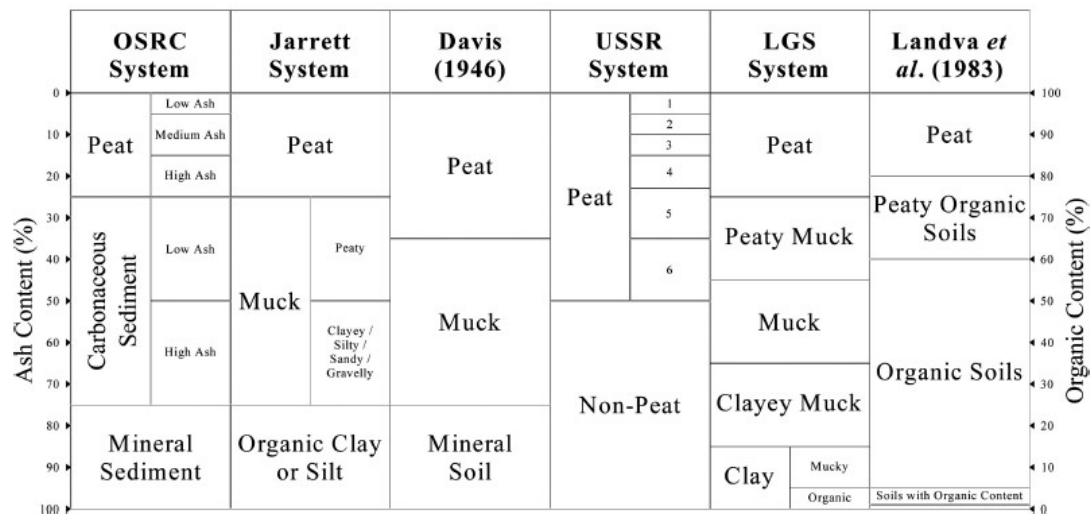 OSRC
System
Jarrett
System
Davis
(1946)
USSR
System
LGS
System
Landva et
al. (1983)
Ash Content (%)
0
10
20
30
40
50
60
70
80
90
100
Peat
Low Ash
Medium Ash
High Ash
Carbonaceous
Sediment
Low Ash
High Ash
Mineral
Sediment
Peat
Muck
Peaty
Clayey /
Silty /
Sandy /
Gravelly
Organic Clay
or Silt
Peat
Muck
Mineral
Soil
Peat
1
2
3
4
5
6
Non-Peat
Peat
Peaty Muck
Muck
Clayey Muck
Clay
Mucky
Organic
Peat
Peaty Organic
Soils
Organic Soils
Soils with Organic Content
100
90
80
70
60
50
40
30
20
10
0
Organic Content (%)